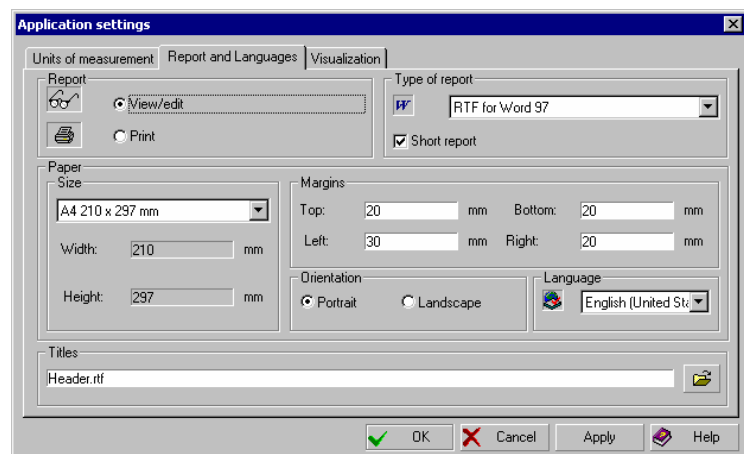 Application settings
Units of measurement Report and Languages Visualization
Report
View/edit
Print
Type of report
W RTF for Word 97
Short report
Paper
Size
A4 210 x 297 mm
Width: 210 mm
Height: 297 mm
Margins
Top: 20 mm Bottom: 20 mm
Left: 30 mm Right: 20 mm
Orientation
Portrait Landscape
Language
English (United Sta
Titles
Header.rtf
OK Cancel Apply Help